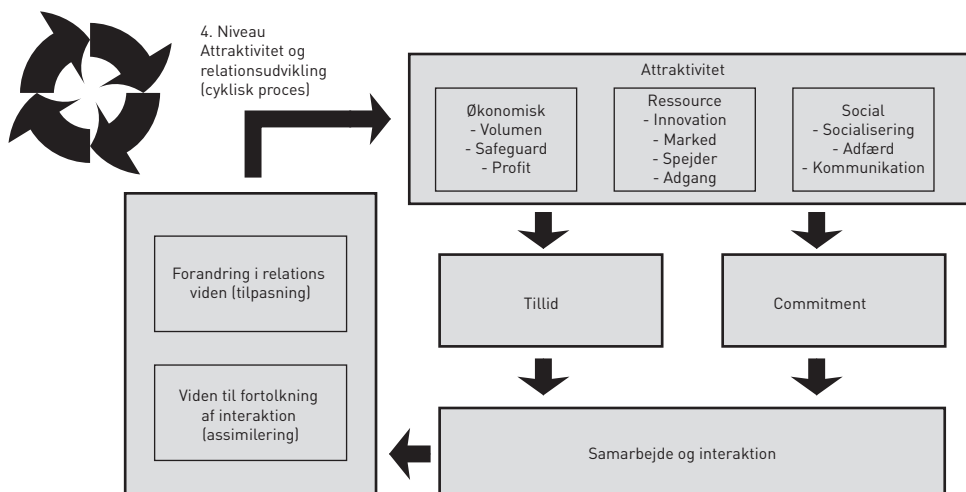 4. Niveau
Attraktivitet og
relationsudvikling
(cyklisk proces)
Attraktivitet
Økonomisk
- Volumen
- Safeguard
- Profit
Ressource
- Innovation
- Marked
- Spejder
- Adgang
Social
- Socialisering
- Adfærd
- Kommunikation
Tillid
Commitment
Samarbejde og interaktion
Forandring i relations
viden (tilpasning)
Viden til fortolkning
af interaktion
(assimilering)